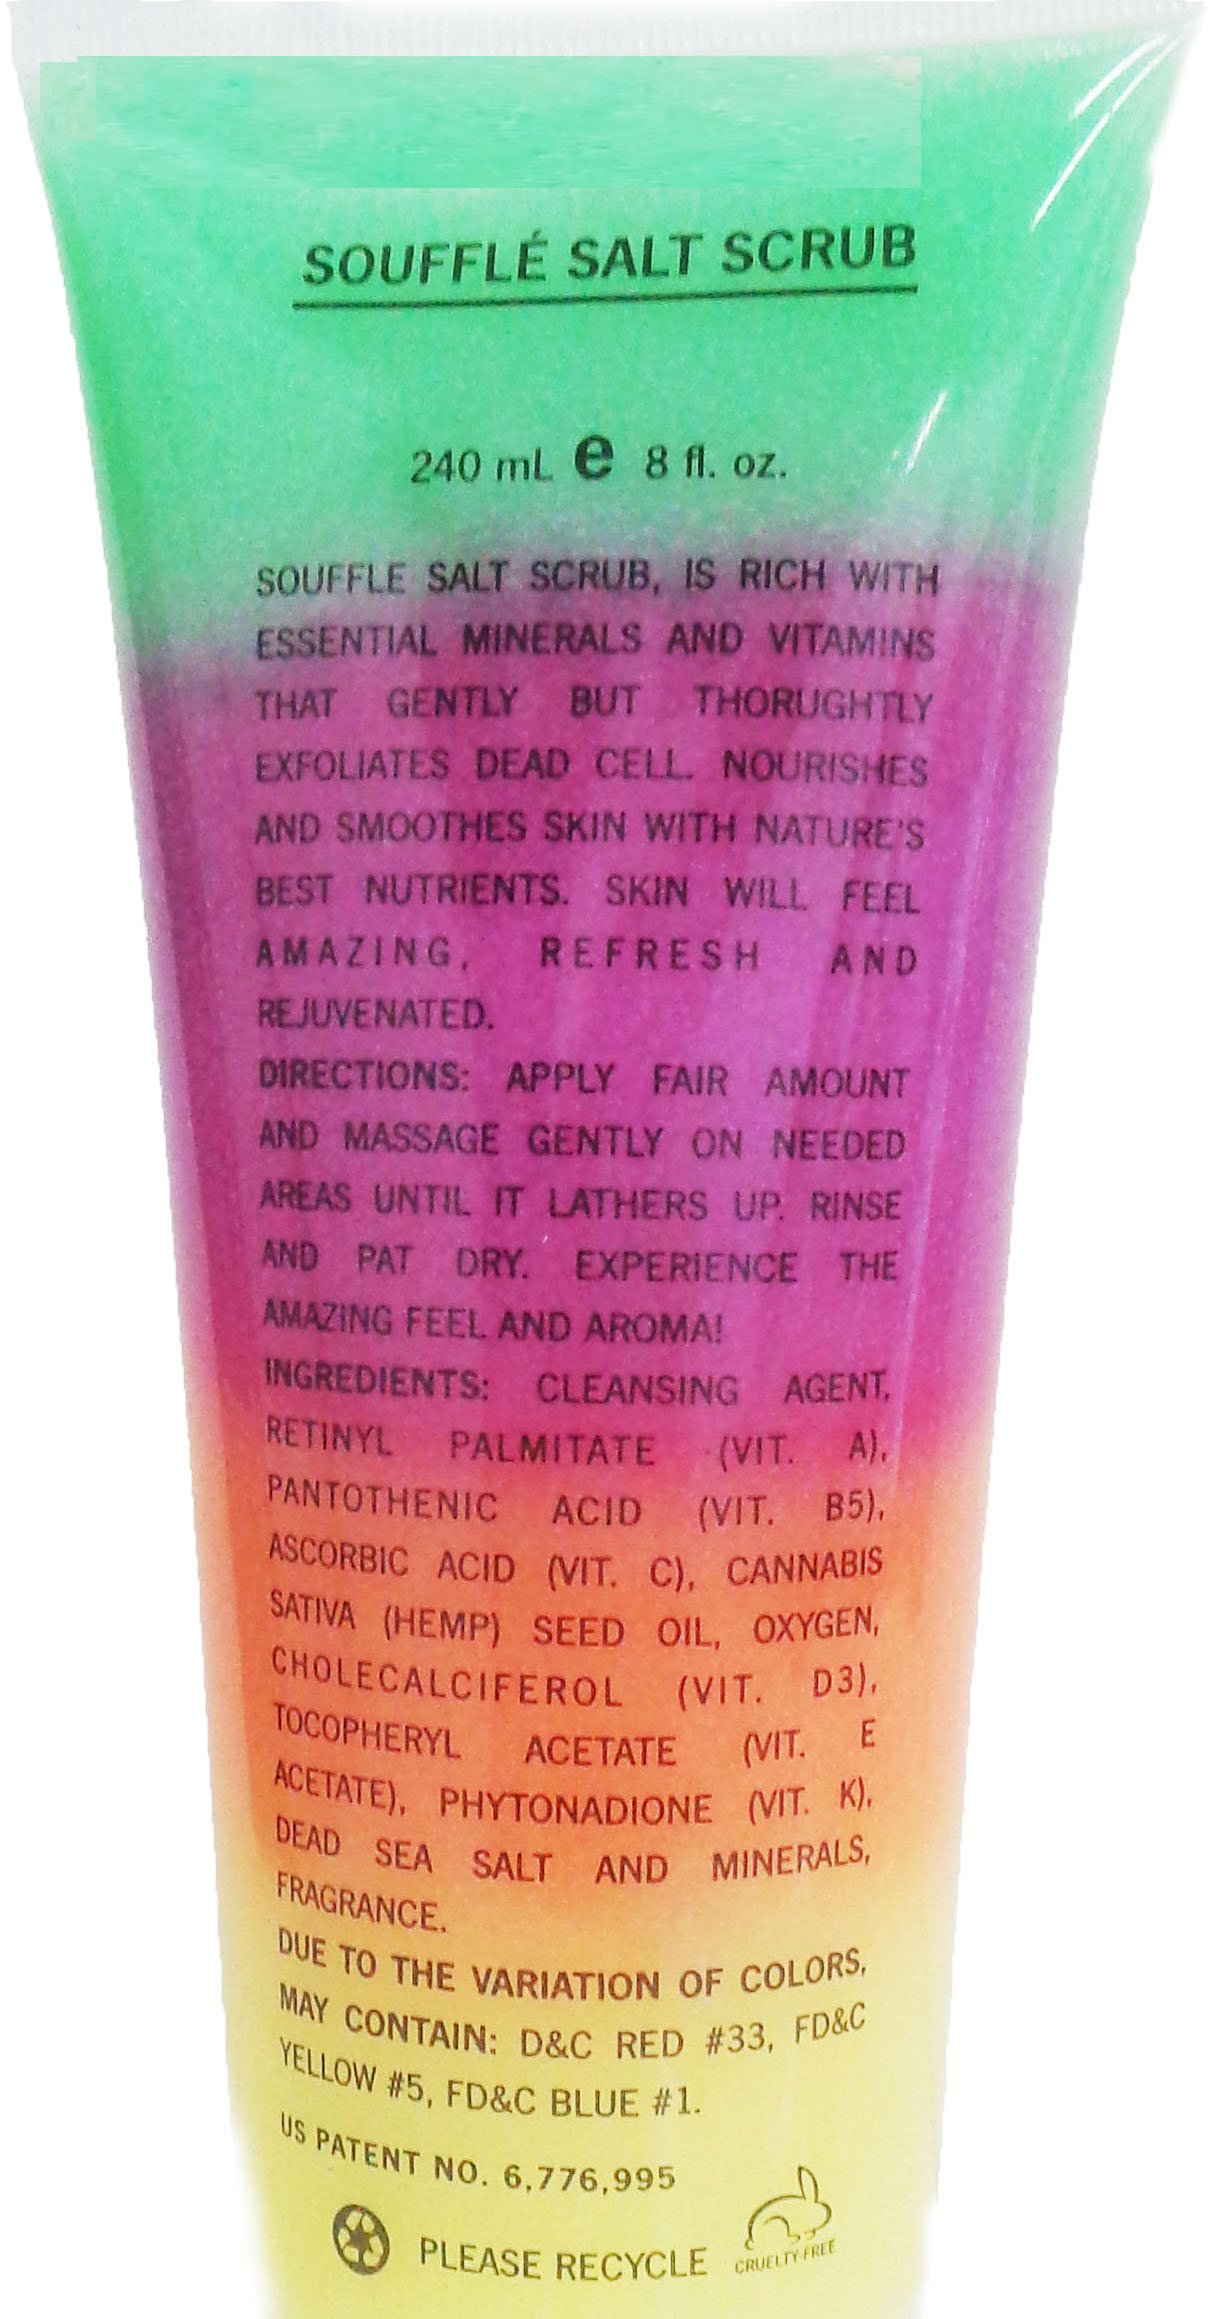 SOUFFLÉ SALT SCRUB
240 mL e 8 fl. oz.
SOUFFLE SALT SCRUB, IS RICH WITH
ESSENTIAL MINERALS AND VITAMINS
THAT GENTLY BUT THORUGHTLY
EXFOLIATES DEAD CELL. NOURISHES
AND SMOOTHES SKIN WITH NATURE'S
BEST NUTRIENTS. SKIN WILL FEEL
AMAZING, REFRESH AND
REJUVENATED.
DIRECTIONS: APPLY FAIR AMOUNT
AND MASSAGE GENTLY ON NEEDED
AREAS UNTIL IT LATHERS UP. RINSE
AND PAT DRY. EXPERIENCE THE
AMAZING FEEL AND AROMA!
INGREDIENTS: CLEANSING AGENT,
RETINYL PALMITATE (VIT. A),
PANTOTHENIC ACID (VIT. B5),
ASCORBIC ACID (VIT. C), CANNABIS
SATIVA (HEMP) SEED OIL, OXYGEN,
CHOLECALCIFEROL (VIT. D3),
TOCOPHERYL ACETATE (VIT. E
ACETATE), PHYTONADIONE (VIT. K),
DEAD SEA SALT AND MINERALS,
FRAGRANCE.
DUE TO THE VARIATION OF COLORS,
MAY CONTAIN: D&C RED #33, FD&C
YELLOW #5, FD&C BLUE #1.
US PATENT NO. 6,776,995
PLEASE RECYCLE
CRUELTY-FREE